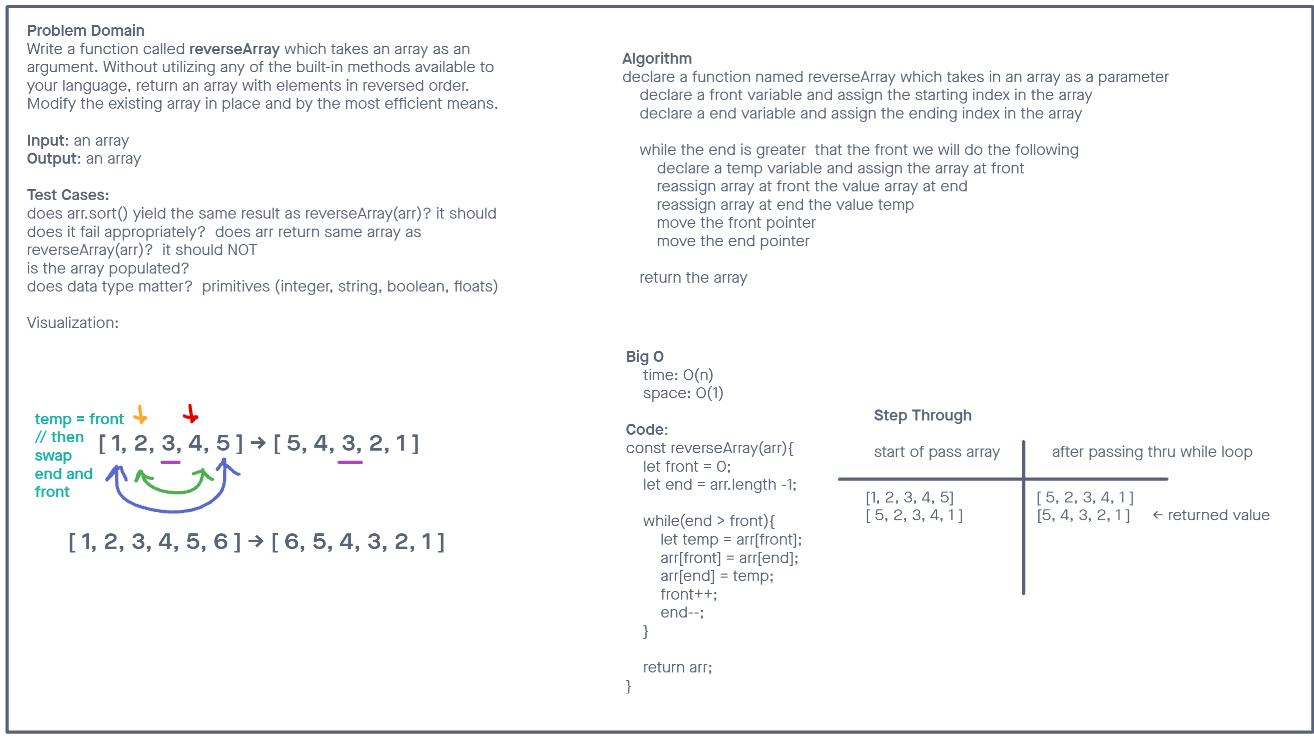 Problem Domain
Write a function called reverseArray which takes an array as an
argument. Without utilizing any of the built-in methods available to
your language, return an array with elements in reversed order.
Modify the existing array in place and by the most efficient means.
Input: an array
Output: an array
Test Cases:
does arr.sort() yield the same result as reverseArray(arr)? it should
does it fail appropriately?  does arr return same array as
reverseArray(arr)?  it should NOT
is the array populated?
does data type matter?  primitives (integer, string, boolean, floats)
Visualization:
temp = front
// then
swap
end and
front
[ 1, 2, 3, 4, 5 ] → [ 5, 4, 3, 2, 1 ]
[ 1, 2, 3, 4, 5, 6 ] → [ 6, 5, 4, 3, 2, 1 ]
Algorithm
declare a function named reverseArray which takes in an array as a parameter
declare a front variable and assign the starting index in the array
declare a end variable and assign the ending index in the array
while the end is greater  that the front we will do the following
declare a temp variable and assign the array at front
reassign array at front the value array at end
reassign array at end the value temp
move the front pointer
move the end pointer
return the array
Big O
time: O(n)
space: O(1)
Code:
const reverseArray(arr){
let front = 0;
let end = arr.length -1;
while(end > front){
let temp = arr[front];
arr[front] = arr[end];
arr[end] = temp;
front++;
end--;
}
return arr;
}
Step Through
start of pass array
after passing thru while loop
[1, 2, 3, 4, 5]
[ 5, 2, 3, 4, 1 ]
[ 5, 2, 3, 4, 1 ]
[5, 4, 3, 2, 1 ]
← returned value